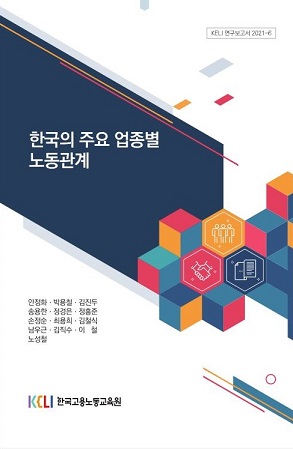 KELI 연구보고서 2021-6
한국의 주요 업종별
노동관계
안정화 · 박용철 · 김진두
송용한 · 정경은 · 정흥준
손정순 · 최용희 · 김철식
남우근 · 김직수 · 이 철
노성철
KELI 한국고용노동교육원